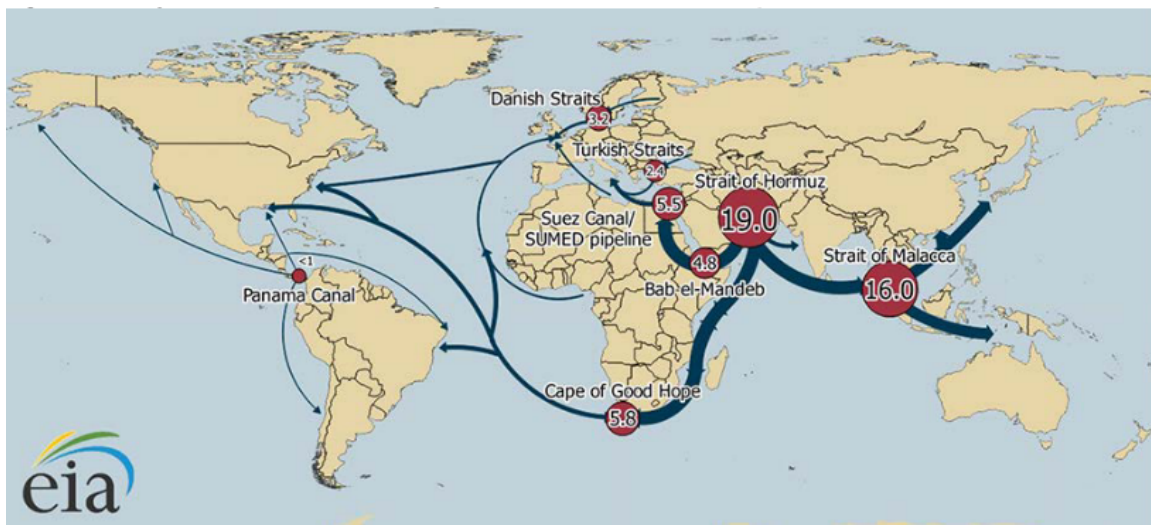 Danish Straits
3.2
Turkish Straits
2.4
Strait of Hormuz
5.5
19.0
Suez Canal/
SUMED pipeline
4.8
Bab el-Mandeb
Strait of Malacca
16.0
<1
Panama Canal
Cape of Good Hope
5.8
eia